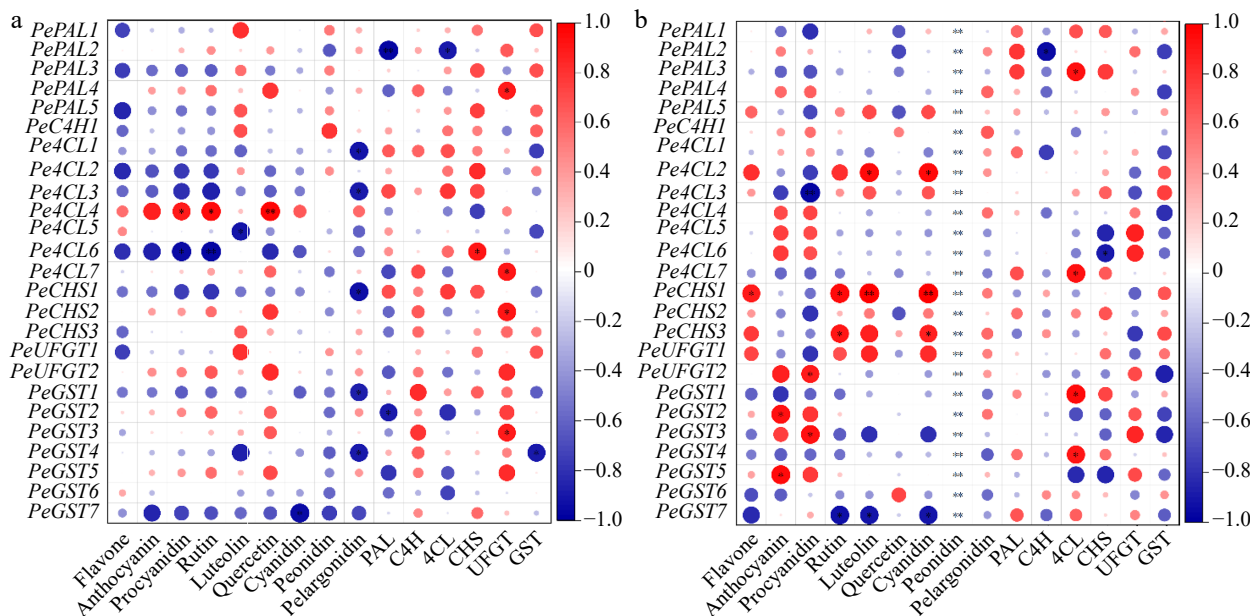 a
PePAL1
PePAL2
PePAL3
PePAL4
PePAL5
PeC4H1
Pe4CL1
Pe4CL2
Pe4CL3
Pe4CL4
Pe4CL5
Pe4CL6
Pe4CL7
PeCHS1
PeCHS2
PeCHS3
PeUFGT1
PeUFGT2
PeGST1
PeGST2
PeGST3
PeGST4
PeGST5
PeGST6
PeGST7
Flavone
Anthocyanin
Procyanidin
Rutin
Luteolin
Quercetin
Cyanidin
Peonidin
Pelargonidin
PAL
C4H
4CL
CHS
UFGT
GST
1.0
0.8
0.6
0.4
0.2
0
−0.2
−0.4
−0.6
−0.8
−1.0
b
PePAL1
PePAL2
PePAL3
PePAL4
PePAL5
PeC4H1
Pe4CL1
Pe4CL2
Pe4CL3
Pe4CL4
Pe4CL5
Pe4CL6
Pe4CL7
PeCHS1
PeCHS2
PeCHS3
PeUFGT1
PeUFGT2
PeGST1
PeGST2
PeGST3
PeGST4
PeGST5
PeGST6
PeGST7
Flavone
Anthocyanin
Procyanidin
Rutin
Luteolin
Quercetin
Cyanidin
Peonidin
Pelargonidin
PAL
C4H
4CL
CHS
UFGT
GST
1.0
0.8
0.6
0.4
0.2
0
−0.2
−0.4
−0.6
−0.8
−1.0